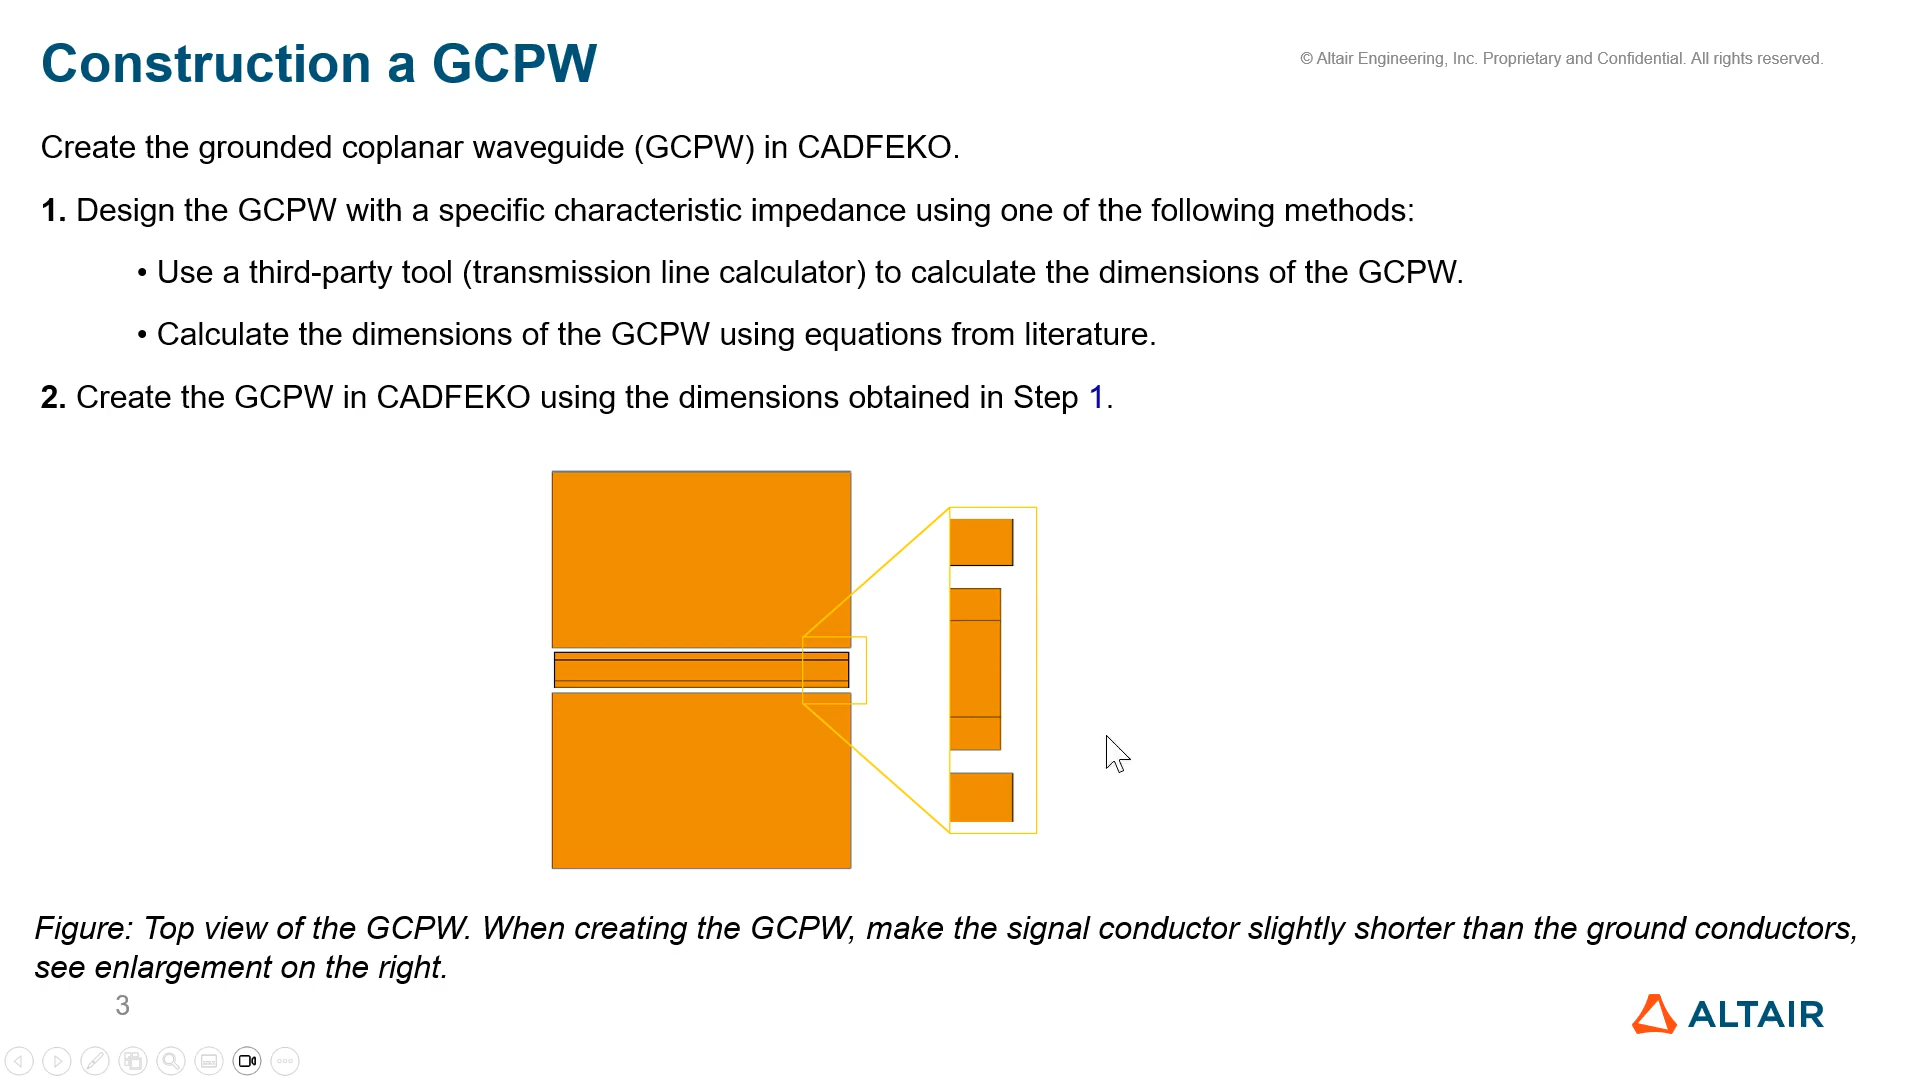 Construction a GCPW
© Altair Engineering, Inc. Proprietary and Confidential. All rights reserved.
Create the grounded coplanar waveguide (GCPW) in CADFEKO.
1. Design the GCPW with a specific characteristic impedance using one of the following methods:
• Use a third-party tool (transmission line calculator) to calculate the dimensions of the GCPW.
• Calculate the dimensions of the GCPW using equations from literature.
2. Create the GCPW in CADFEKO using the dimensions obtained in Step 1.
Figure: Top view of the GCPW. When creating the GCPW, make the signal conductor slightly shorter than the ground conductors,
see enlargement on the right.
3
ALTAIR